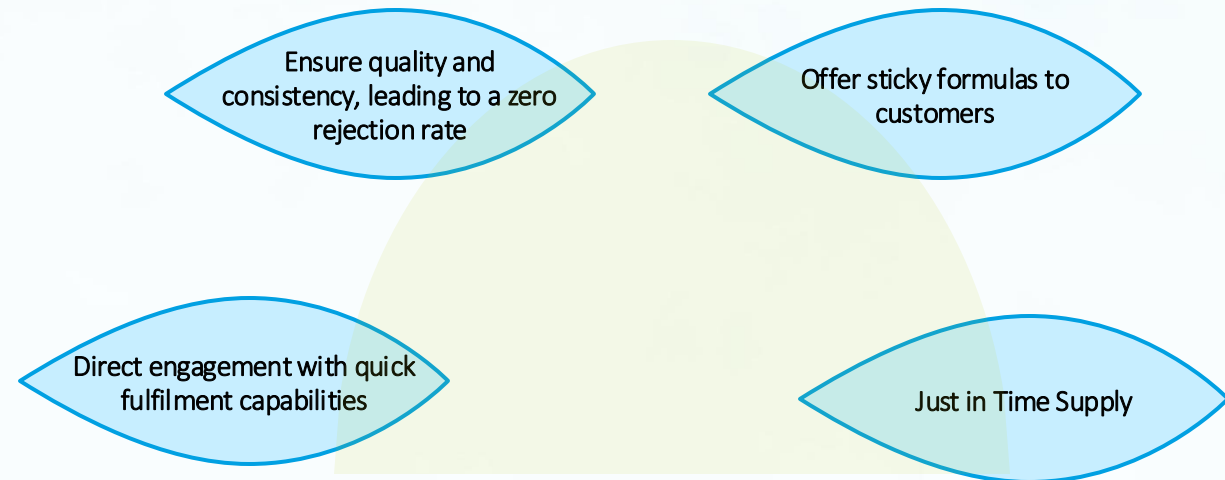 Ensure quality and
consistency, leading to a zero
rejection rate
Offer sticky formulas to
customers
Direct engagement with quick
fulfilment capabilities
Just in Time Supply